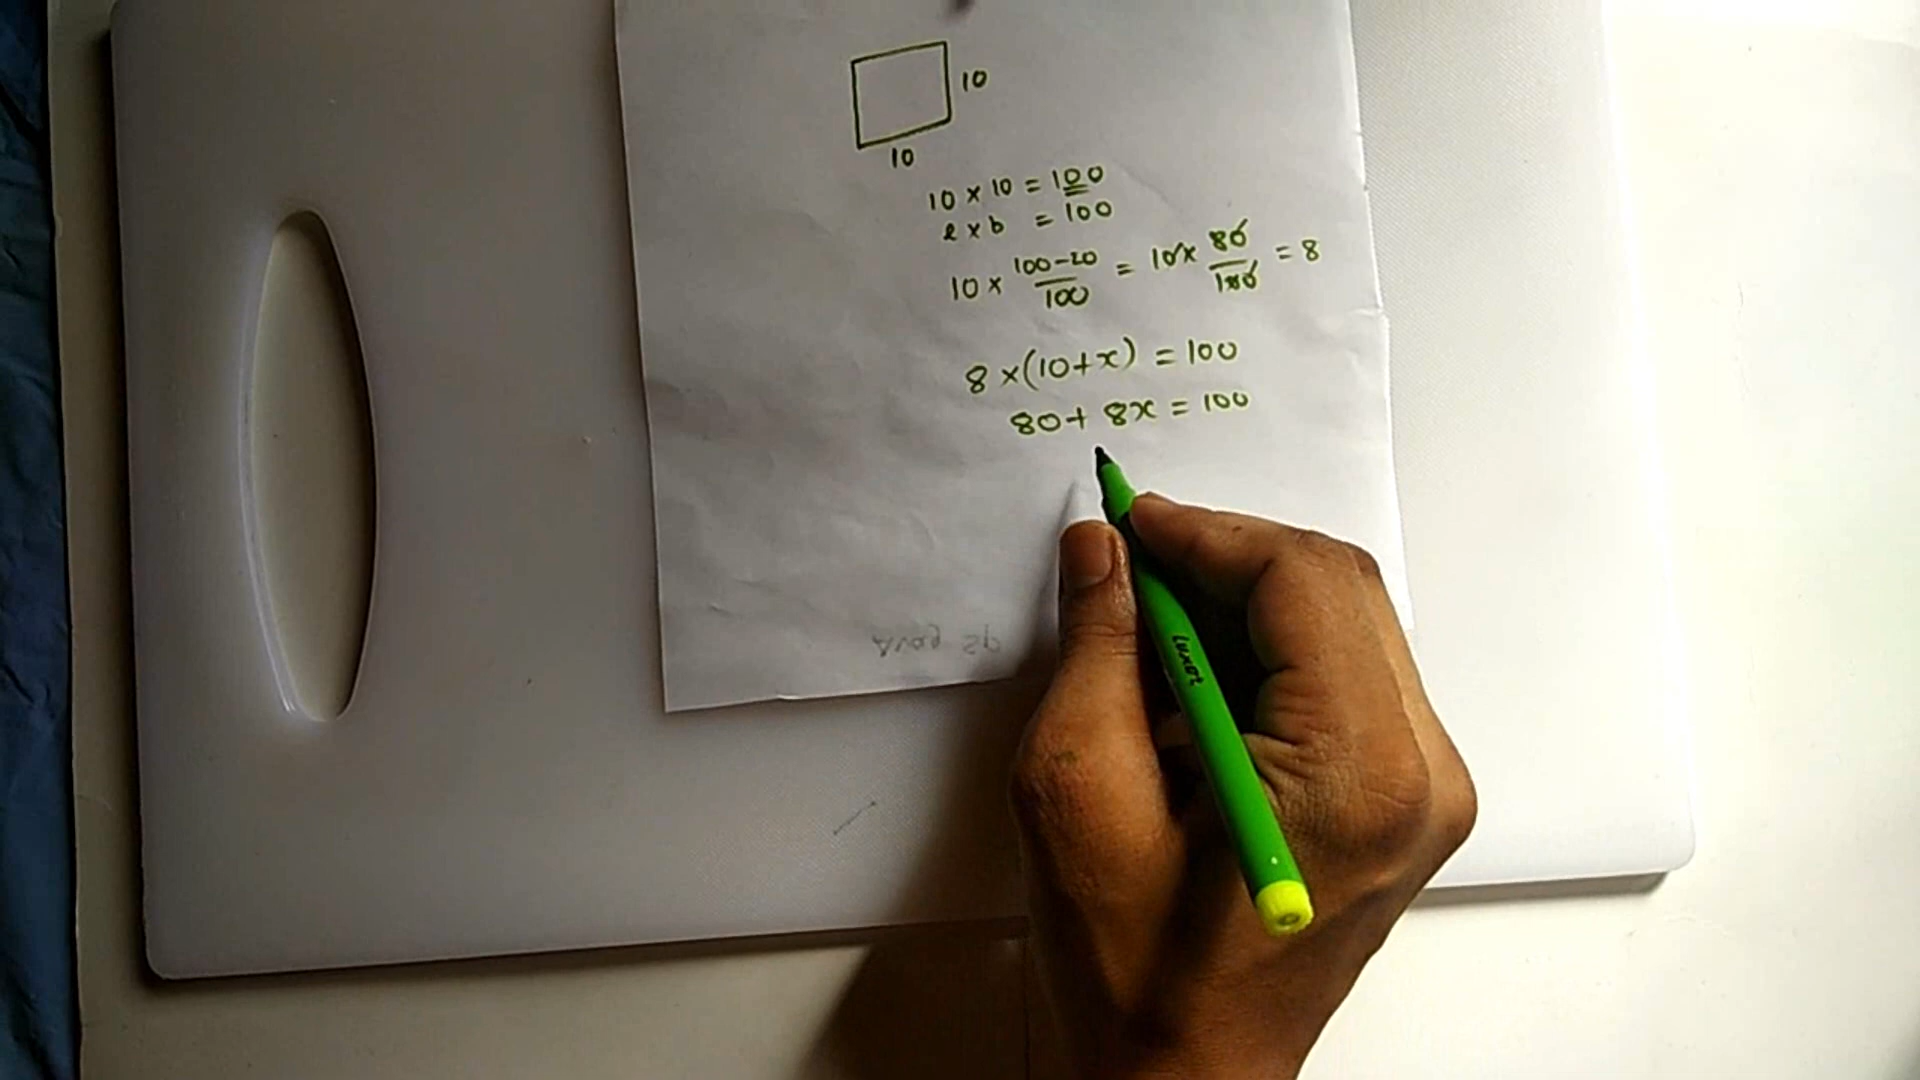 10
10
10 × 10 = 100
l × b = 100
10 × 100-20/100 = 10 × 80/100 = 8
8 × (10+x) = 100
80 + 8x = 100
Luxor